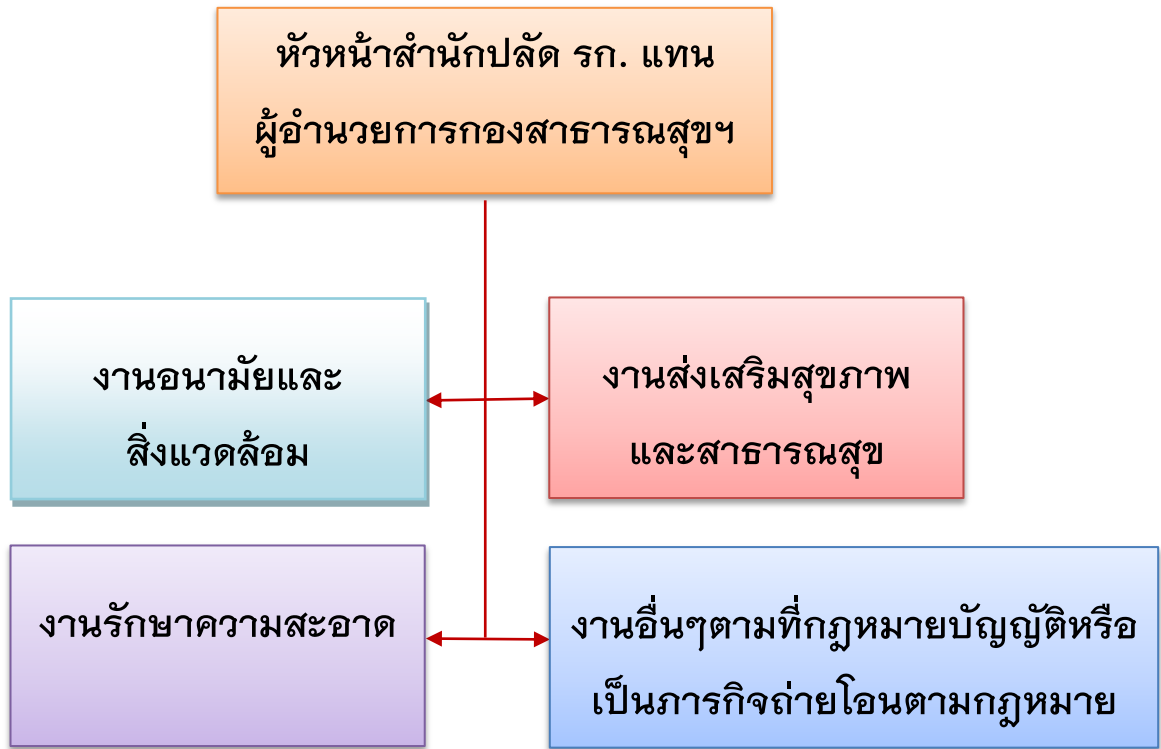 หัวหน้าสำนักปลัด รก. แทน
ผู้อำนวยการกองสาธารณสุขฯ
งานอนามัยและ
สิ่งแวดล้อม
งานส่งเสริมสุขภาพ
และสาธารณสุข
งานรักษาความสะอาด
งานอื่นๆตามที่กฎหมายบัญญัติหรือ
เป็นภารกิจถ่ายโอนตามกฎหมาย